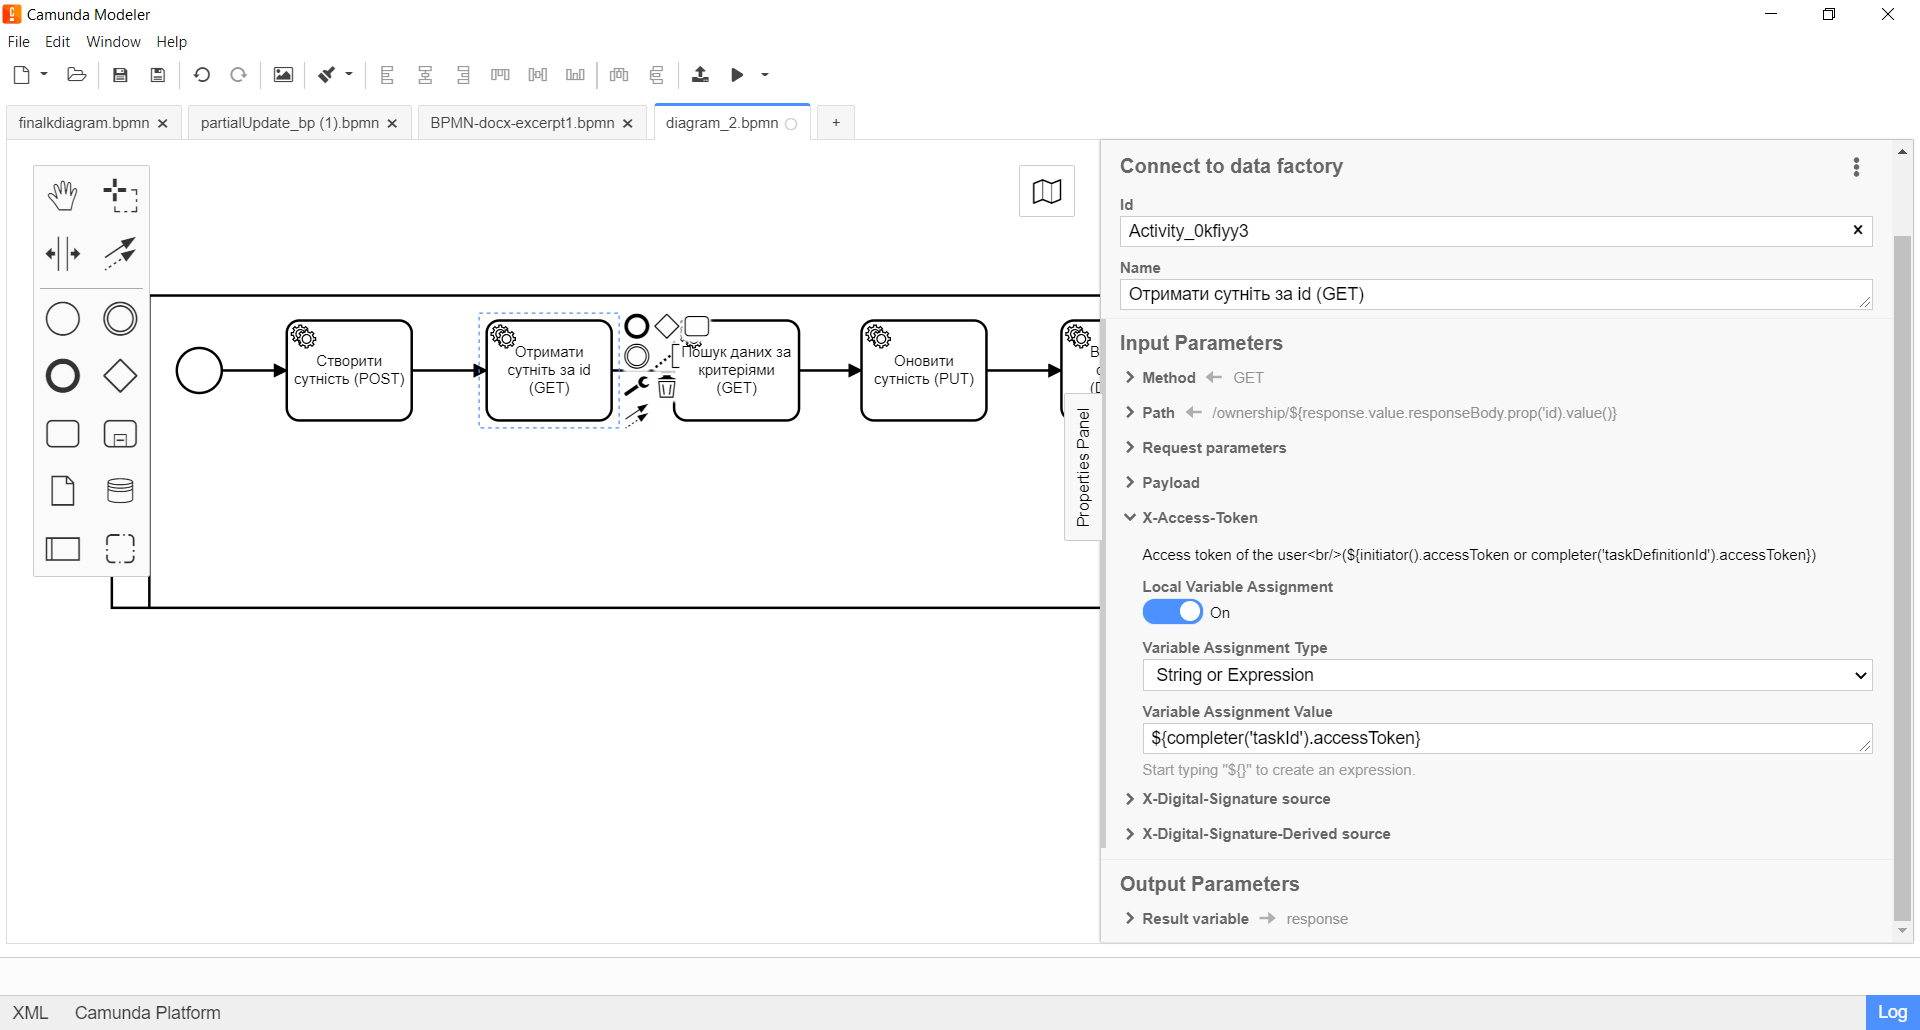 Camunda Modeler
File Edit Window Help
finalkdiagram.bpmn
partialUpdate_bp (1).bpmn
BPMN-docx-excerpt1.bpmn
diagram_2.bpmn
+
Створити
сутність (POST)
Отримати
сутніть за id
(GET)
Пошук даних за
критеріями
(GET)
Оновити
сутність (PUT)
Properties Panel
Connect to data factory
Id
Activity_0kfiyy3
Name
Отримати сутніть за id (GET)
Input Parameters
Method ← GET
Path ← /ownership/${response.value.responseBody.prop('id).value()}
Request parameters
Payload
X-Access-Token
Access token of the user<br/>(${initiator().accessToken or completer('taskDefinitionId').accessToken})
Local Variable Assignment
On
Variable Assignment Type
String or Expression
Variable Assignment Value
${completer('taskId').accessToken}
Start typing "${}" to create an expression.
X-Digital-Signature source
X-Digital-Signature-Derived source
Output Parameters
Result variable → response
XML Camunda Platform
Log